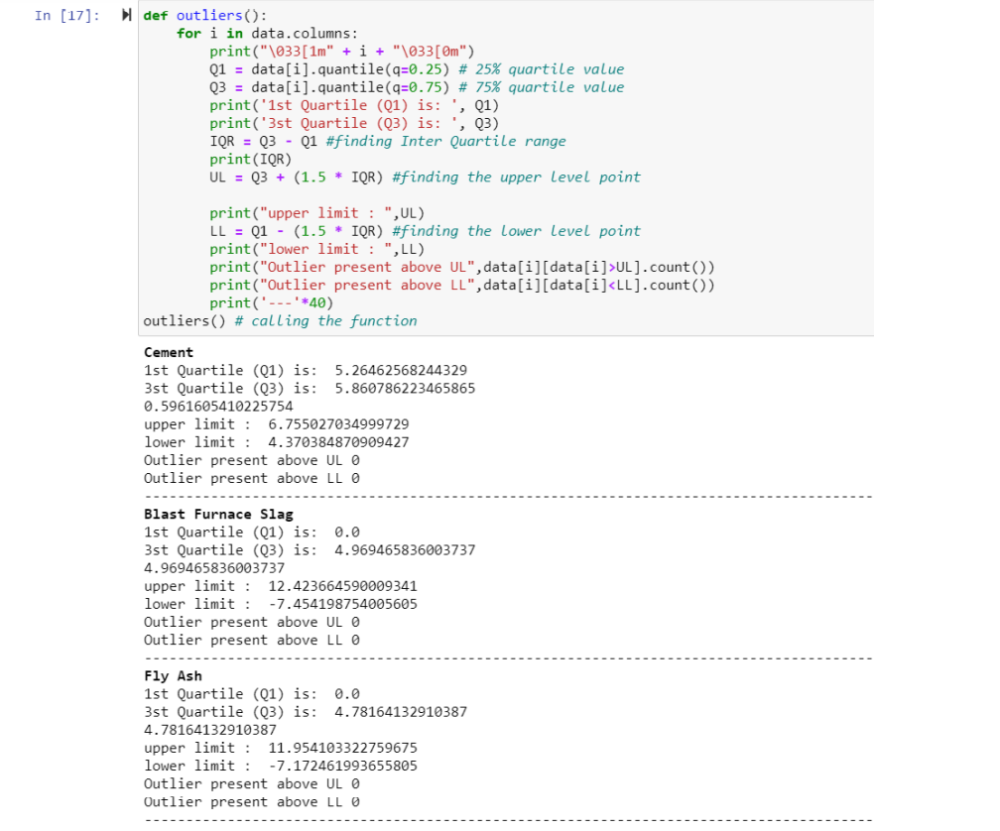 In [17]:
def outliers():
    for i in data.columns:
        print("\033[1m" + i + "\033[0m")
        Q1 = data[i].quantile(q=0.25) # 25% quartile value
        Q3 = data[i].quantile(q=0.75) # 75% quartile value
        print('1st Quartile (Q1) is: ', Q1)
        print('3st Quartile (Q3) is: ', Q3)
        IQR = Q3 - Q1 #finding Inter Quartile range
        print(IQR)
        UL = Q3 + (1.5 * IQR) #finding the upper level point

        print("upper limit : ",UL)
        LL = Q1 - (1.5 * IQR) #finding the lower level point
        print("lower limit : ",LL)
        print("Outlier present above UL",data[i][data[i]>UL].count())
        print("Outlier present above LL",data[i][data[i]<LL].count())
        print('---'*40)
outliers() # calling the function
Cement
1st Quartile (Q1) is:  5.26462568244329
3st Quartile (Q3) is:  5.860786223465865
0.5961605410225754
upper limit :  6.755027034999729
lower limit :  4.370384870909427
Outlier present above UL 0
Outlier present above LL 0
----------------------------------------------------------------------------------------
Blast Furnace Slag
1st Quartile (Q1) is:  0.0
3st Quartile (Q3) is:  4.969465836003737
4.969465836003737
upper limit :  12.423664590009341
lower limit :  -7.454198754005605
Outlier present above UL 0
Outlier present above LL 0
----------------------------------------------------------------------------------------
Fly Ash
1st Quartile (Q1) is:  0.0
3st Quartile (Q3) is:  4.78164132910387
4.78164132910387
upper limit :  11.954103322759675
lower limit :  -7.172461993655805
Outlier present above UL 0
Outlier present above LL 0
----------------------------------------------------------------------------------------